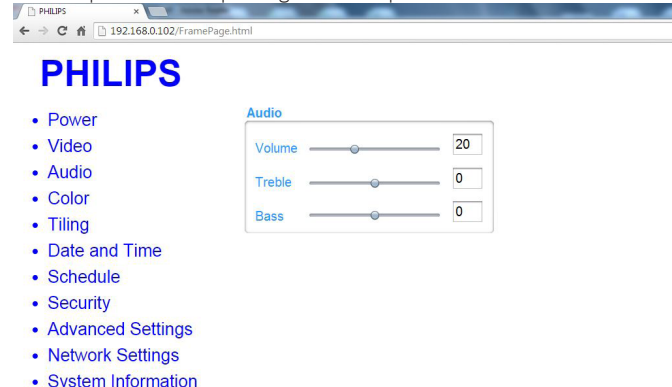 PHILIPS ×
192.168.0.102/FramePage.html
PHILIPS
• Power
• Video
• Audio
• Color
• Tiling
• Date and Time
• Schedule
• Security
• Advanced Settings
• Network Settings
• System Information
Audio
Volume 20
Treble 0
Bass 0